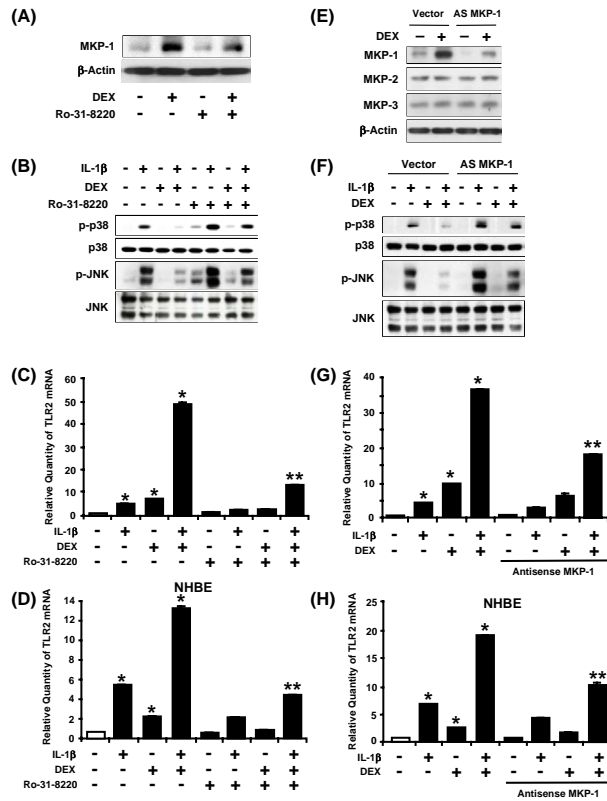 (A)
MKP-1
β-Actin
DEX - + - +
Ro-31-8220 - - + +
(B)
IL-1β - + - + - + - +
DEX - - + + - - + +
Ro-31-8220 - - - - + + + +
p-p38
p38
p-JNK
JNK
(C)
Relative Quantity of TLR2 mRNA
60
50
40
30
20
10
0
* * * **
IL-1β - + - + - + - +
DEX - - + + - - + +
Ro-31-8220 - - - - + + + +
(D)
NHBE
Relative Quantity of TLR2 mRNA
14
12
10
8
6
4
2
0
* * * **
IL-1β - + - + - + - +
DEX - - + + - - + +
Ro-31-8220 - - - - + + + +
(E)
Vector AS MKP-1
DEX - + - +
MKP-1
MKP-2
MKP-3
β-Actin
(F)
Vector AS MKP-1
IL-1β - + - + - + - +
DEX - - + + - - + +
p-p38
p38
p-JNK
JNK
(G)
Relative Quantity of TLR2 mRNA
40
30
20
10
0
* * * **
IL-1β - + - + - + - +
DEX - - + + - - + +
Antisense MKP-1
(H)
NHBE
Relative Quantity of TLR2 mRNA
25
20
15
10
5
0
* * * **
IL-1β - + - + - + - +
DEX - - + + - - + +
Antisense MKP-1